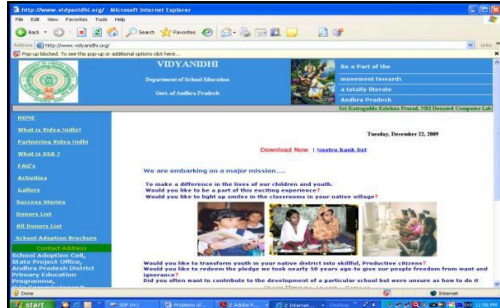 http://www.vidyanidhi.org/ - Microsoft Internet Explorer
File Edit View Favorites Tools Help
Back Search Favorites
Address http://www.vidyanidhi.org/
Links
Pop-up blocked. To see this pop-up or additional options click here...
VIDYANIDHI
Department of School Education
Govt. of Andhra Pradesh
Be a Part of the
movement towards
a totally literate
Andhra Pradesh
Sri Katragadda Krishna Prasad, NRI Donated Computer Lab
HOME
What is Vidya Nidhi?
Partnering Vidya Nidhi
What is SSA ?
FAQ's
Activities
Gallery
Success Stories
Donors List
All Donors List
School Adoption Brochure
Contact Address
School Adoption Cell,
State Project Office,
Andhra Pradesh District
Primary Education
Programme,
Tuesday, December 22, 2009
Download Now | Nostro bank list
We are embarking on a major mission....
To make a difference in the lives of our children and youth.
Would you like to be a part of this exciting experience?
Would you like to light up smiles in the classrooms in your native village?
Would you like to transform youth in your native district into skillful, Productive citizens?
Would you like to redeem the pledge me took nearly 50 years ago-to give our people freedom from want and
ignorance?
Did you often want to contribute to the development of a particular school but were unsure as to how do it
Done
Internet
start